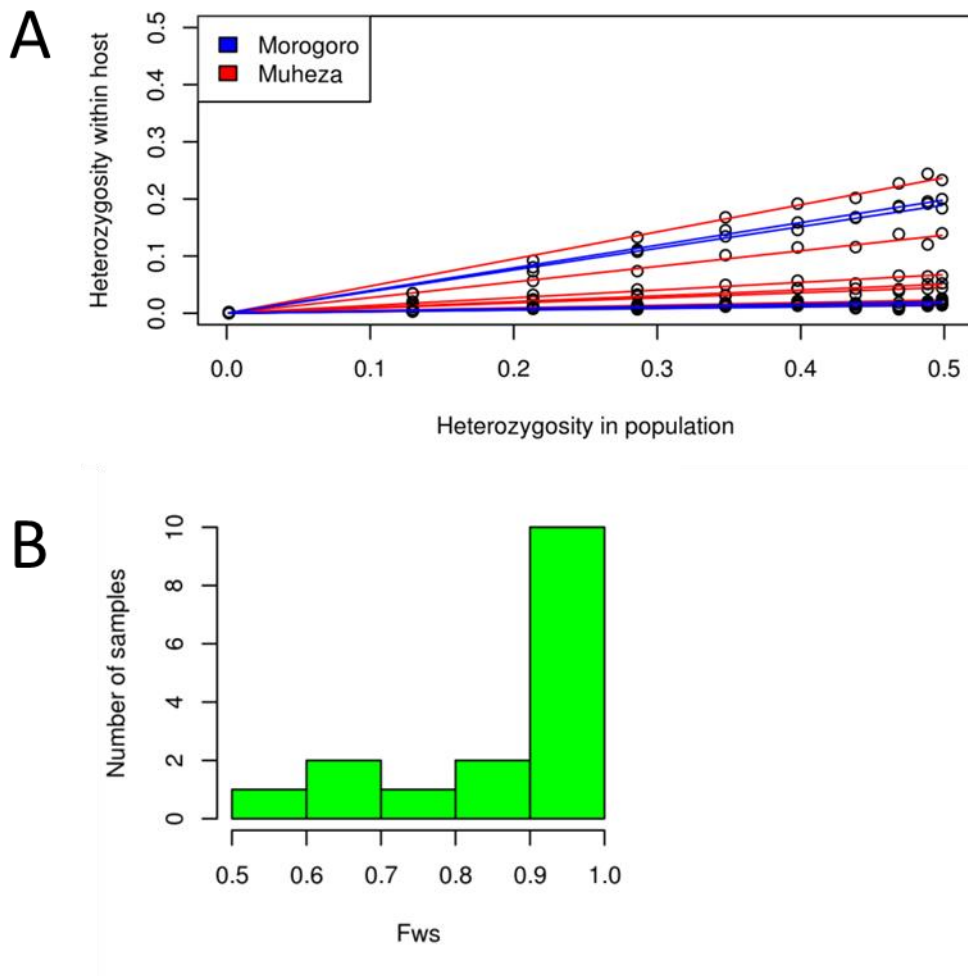 A
Heterozygosity within host
0.5
0.4
0.3
0.2
0.1
0.0
Morogoro
Muheza
0.0 0.1 0.2 0.3 0.4 0.5
Heterozygosity in population
B
Number of samples
10
8
6
4
2
0
0.5 0.6 0.7 0.8 0.9 1.0
Fws